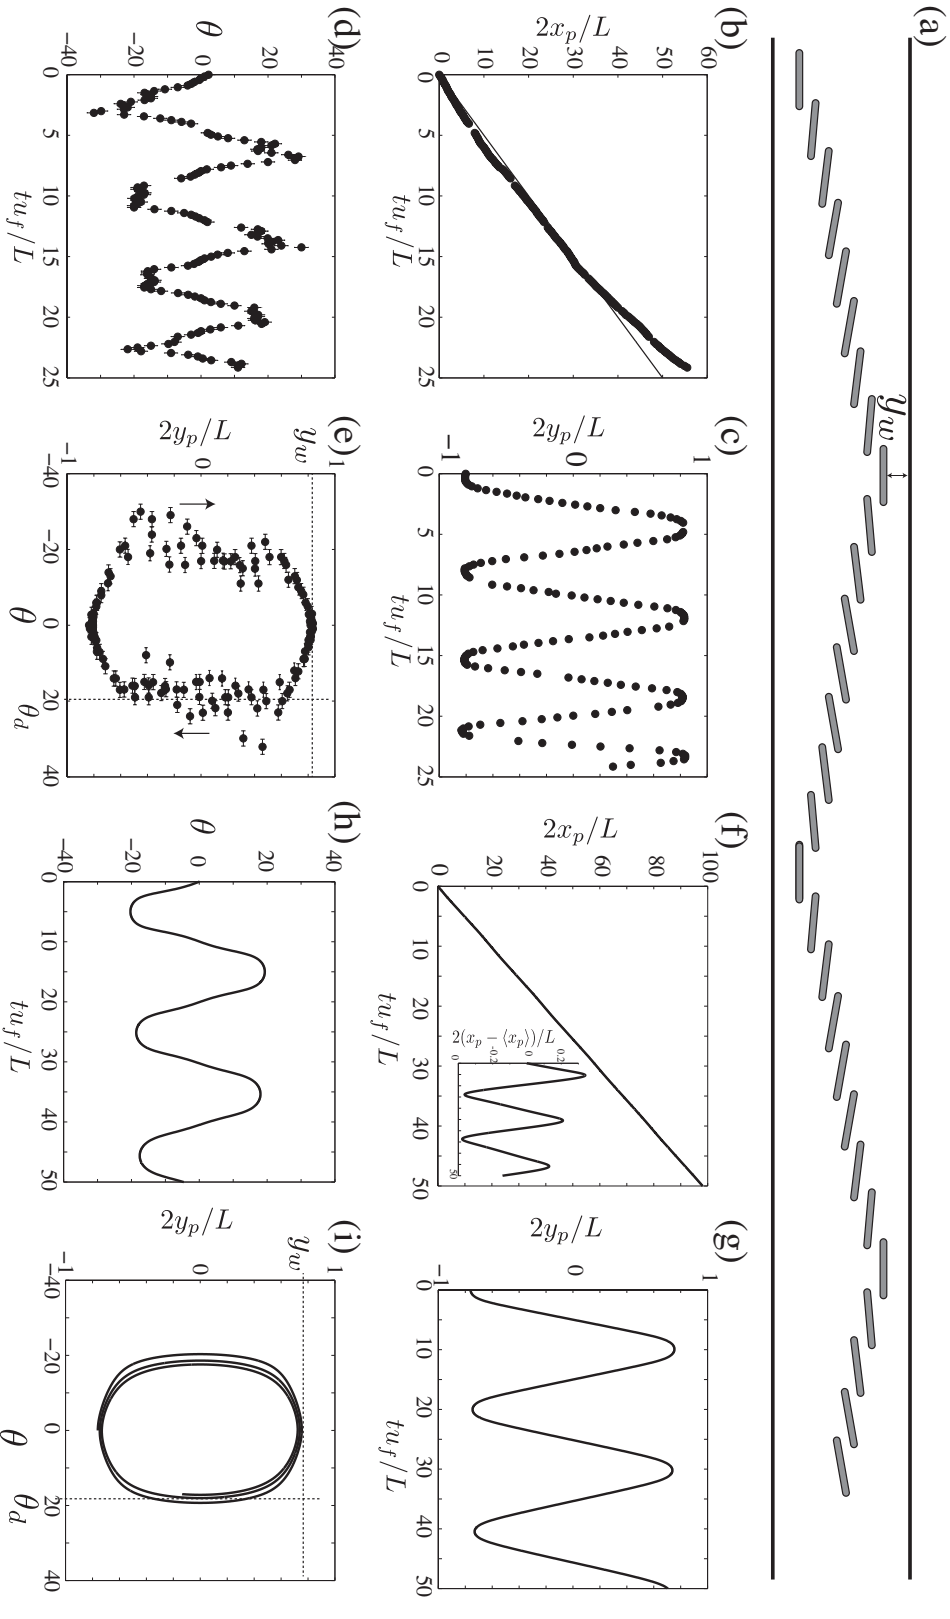 (a)
y_w
(b)
2x_p/L
60
50
40
30
20
10
0
0 5 10 15 20 25
tu_f/L
(c)
2y_p/L
1
0
−1
0 5 10 15 20 25
tu_f/L
(d)
θ
40
20
0
−20
−40
0 5 10 15 20 25
tu_f/L
(e)
2y_p/L
1
y_w
0
−1
−40 −20 0 20 40
θ θ_d
(f)
2x_p/L
100
80
60
40
20
0
0 10 20 30 40 50
tu_f/L
2(x_p − ⟨x_p⟩)/L
0.2
0
-0.2
0 50
(g)
2y_p/L
1
0
−1
0 10 20 30 40 50
tu_f/L
(h)
θ
40
20
0
−20
−40
0 10 20 30 40 50
tu_f/L
(i)
2y_p/L
1
y_w
0
−1
−40 −20 0 20 40
θ θ_d